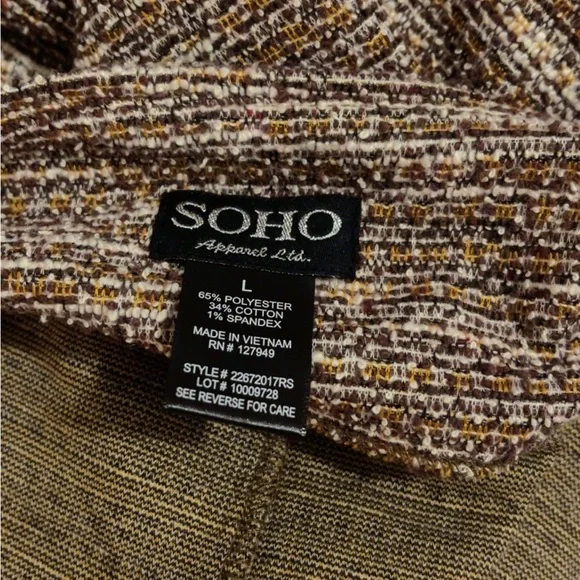 SOHO
Apparel Ltd.
L
65% POLYESTER
34% COTTON
1% SPANDEX
MADE IN VIETNAM
RN# 127949
STYLE# 22672017RS
LOT# 10009728
SEE REVERSE FOR CARE